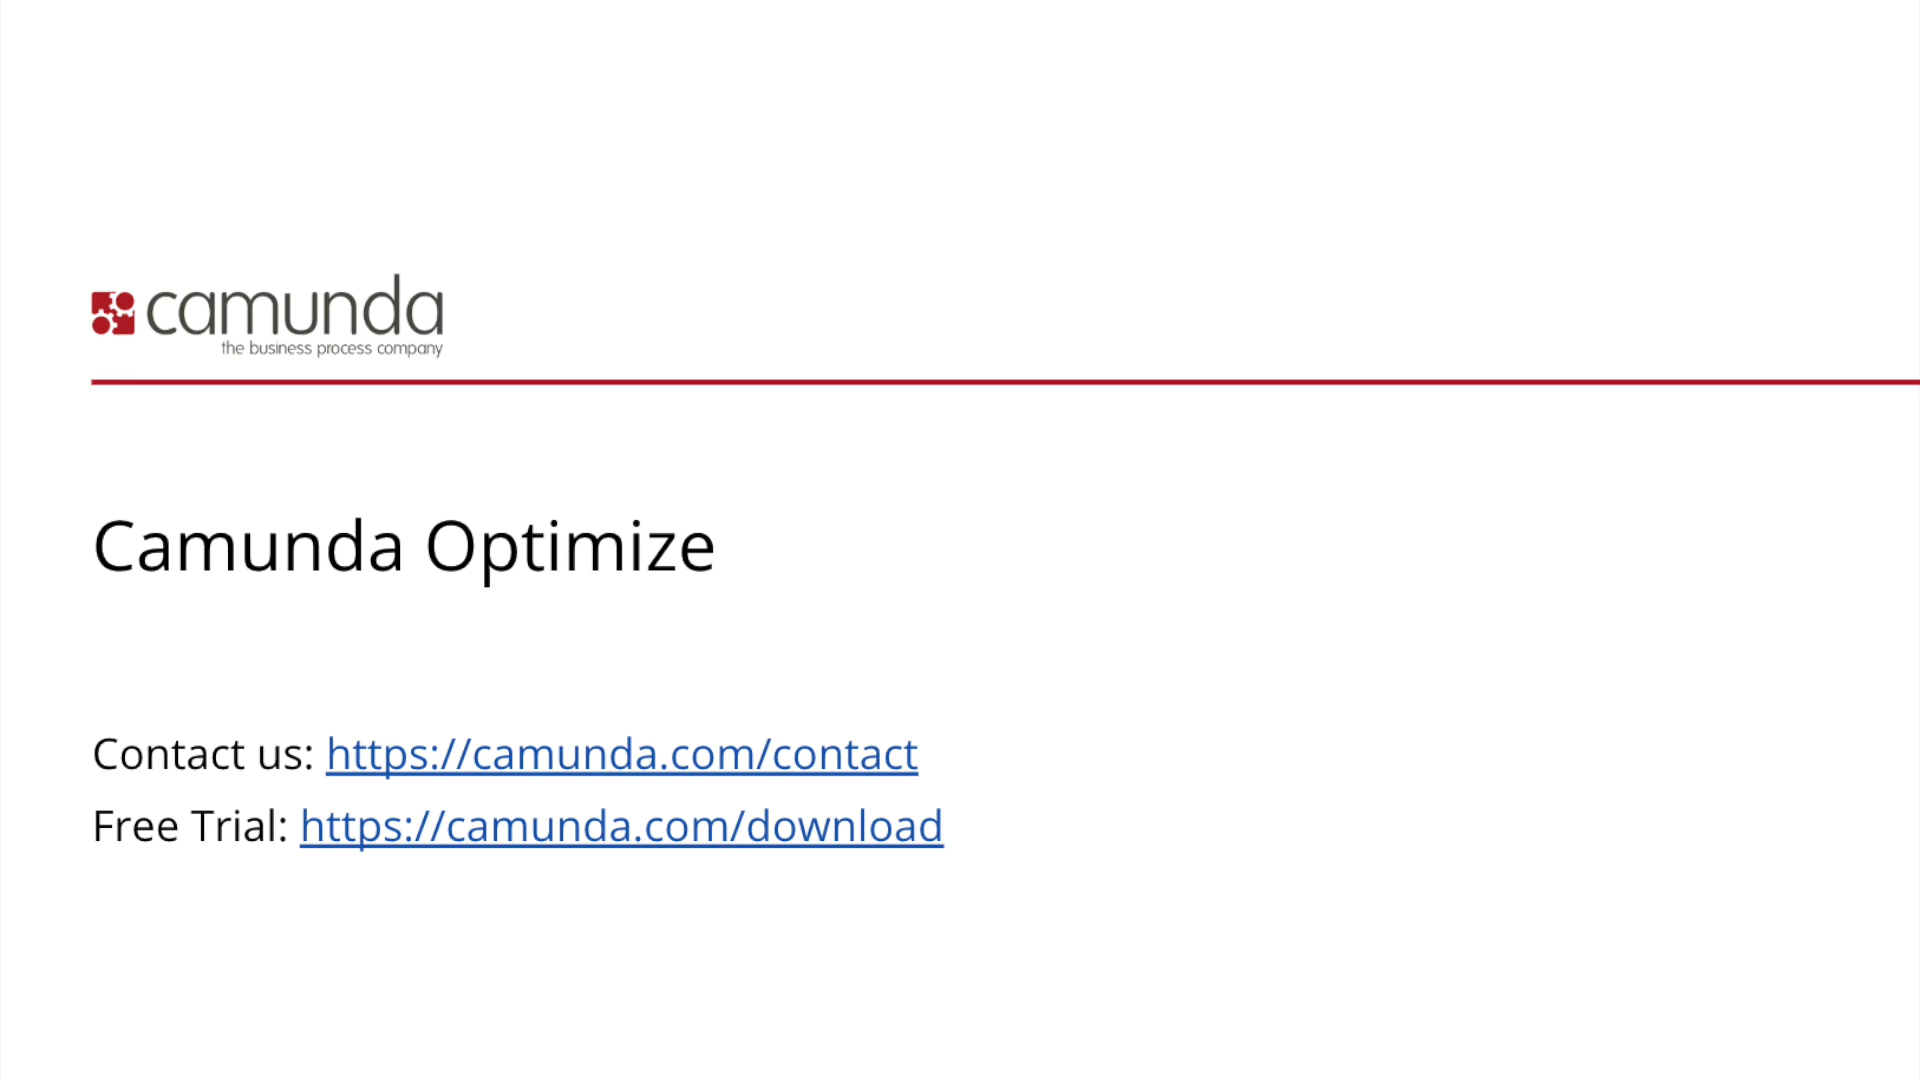 camunda
the business process company
Camunda Optimize
Contact us: https://camunda.com/contact
Free Trial: https://camunda.com/download